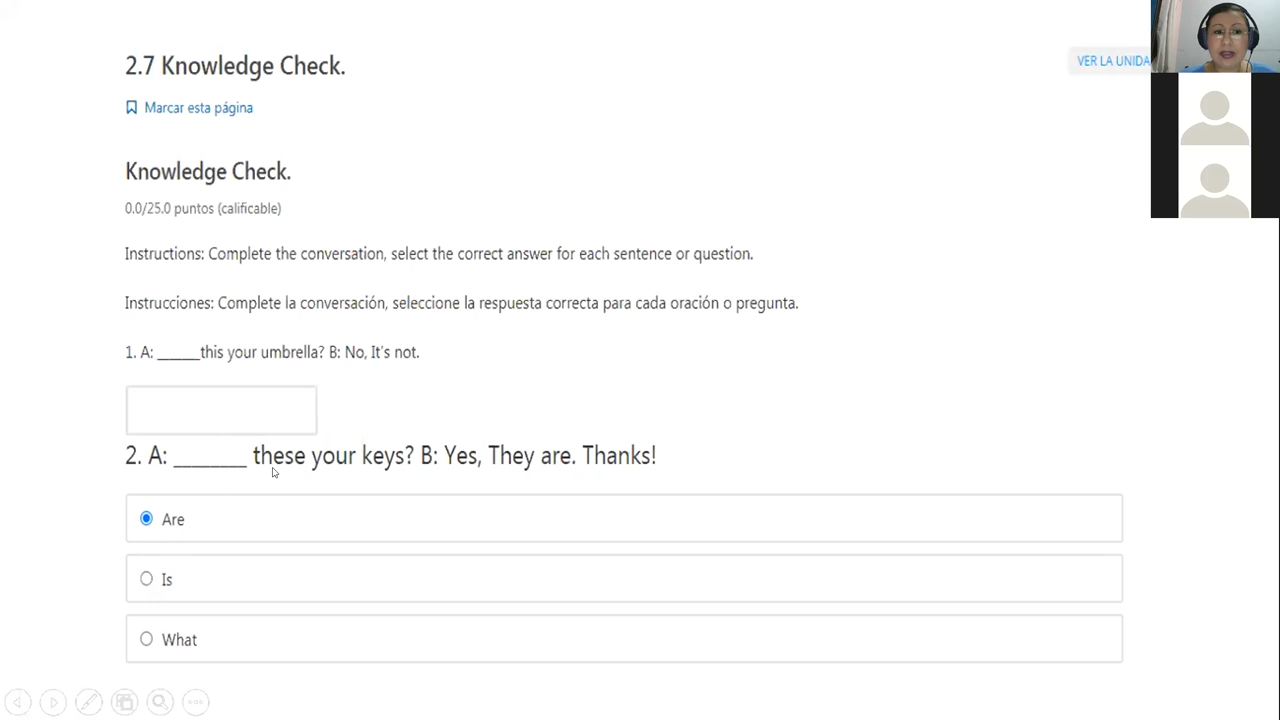 2.7 Knowledge Check.
VER LA UNIDA
Marcar esta página
Knowledge Check.
0.0/25.0 puntos (calificable)
Instructions: Complete the conversation, select the correct answer for each sentence or question.
Instrucciones: Complete la conversación, seleccione la respuesta correcta para cada oración o pregunta.
1. A: ______this your umbrella? B: No, It's not.
2. A: _______ these your keys? B: Yes, They are. Thanks!
Are
Is
What